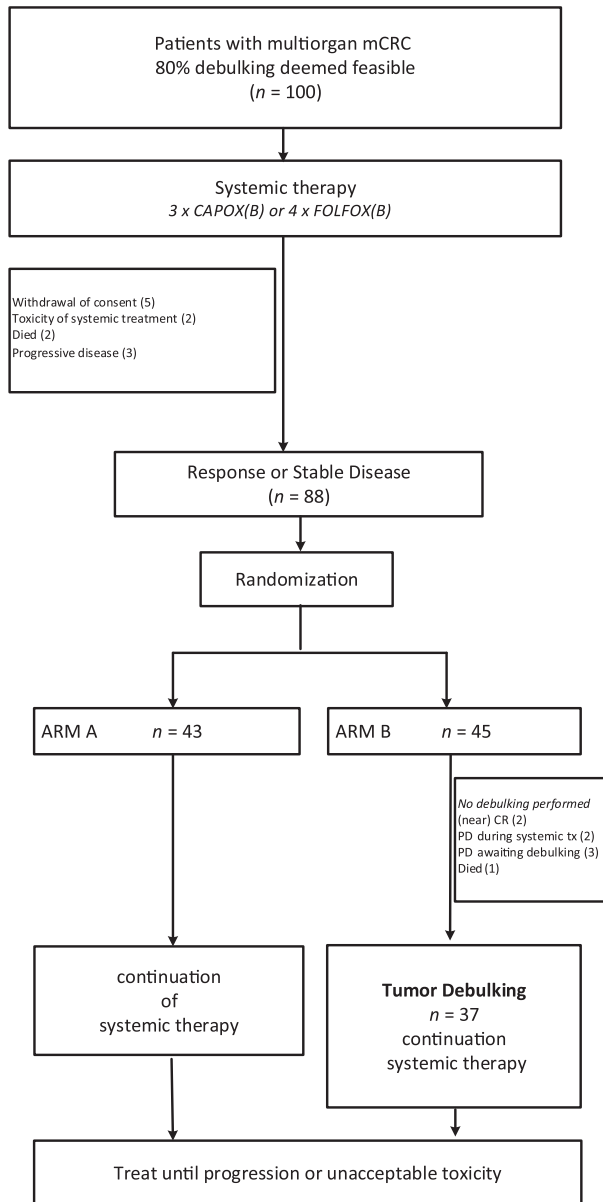 Patients with multiorgan mCRC
80% debulking deemed feasible
(n = 100)
Systemic therapy
3 x CAPOX(B) or 4 x FOLFOX(B)
Withdrawal of consent (5)
Toxicity of systemic treatment (2)
Died (2)
Progressive disease (3)
Response or Stable Disease
(n = 88)
Randomization
ARM A n = 43
ARM B n = 45
No debulking performed
(near) CR (2)
PD during systemic tx (2)
PD awaiting debulking (3)
Died (1)
continuation
of
systemic therapy
Tumor Debulking
n = 37
continuation
systemic therapy
Treat until progression or unacceptable toxicity